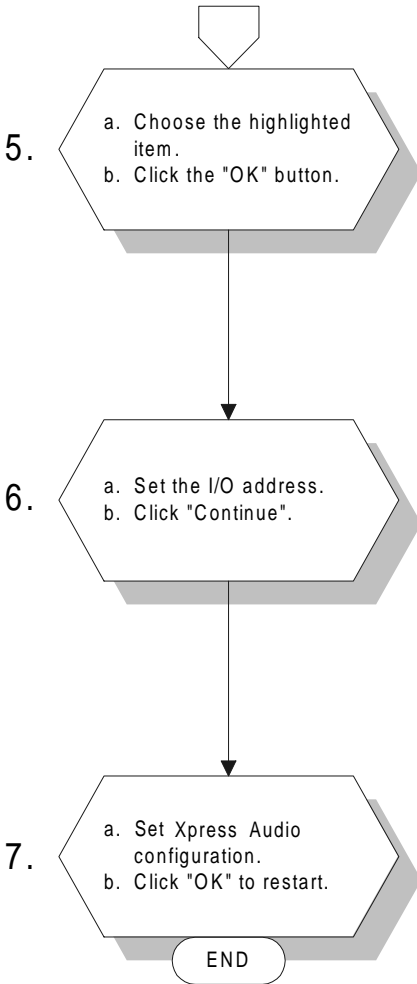 5.
a. Choose the highlighted
item.
b. Click the "OK" button.
6.
a. Set the I/O address.
b. Click "Continue".
7.
a. Set Xpress Audio
configuration.
b. Click "OK" to restart.
END